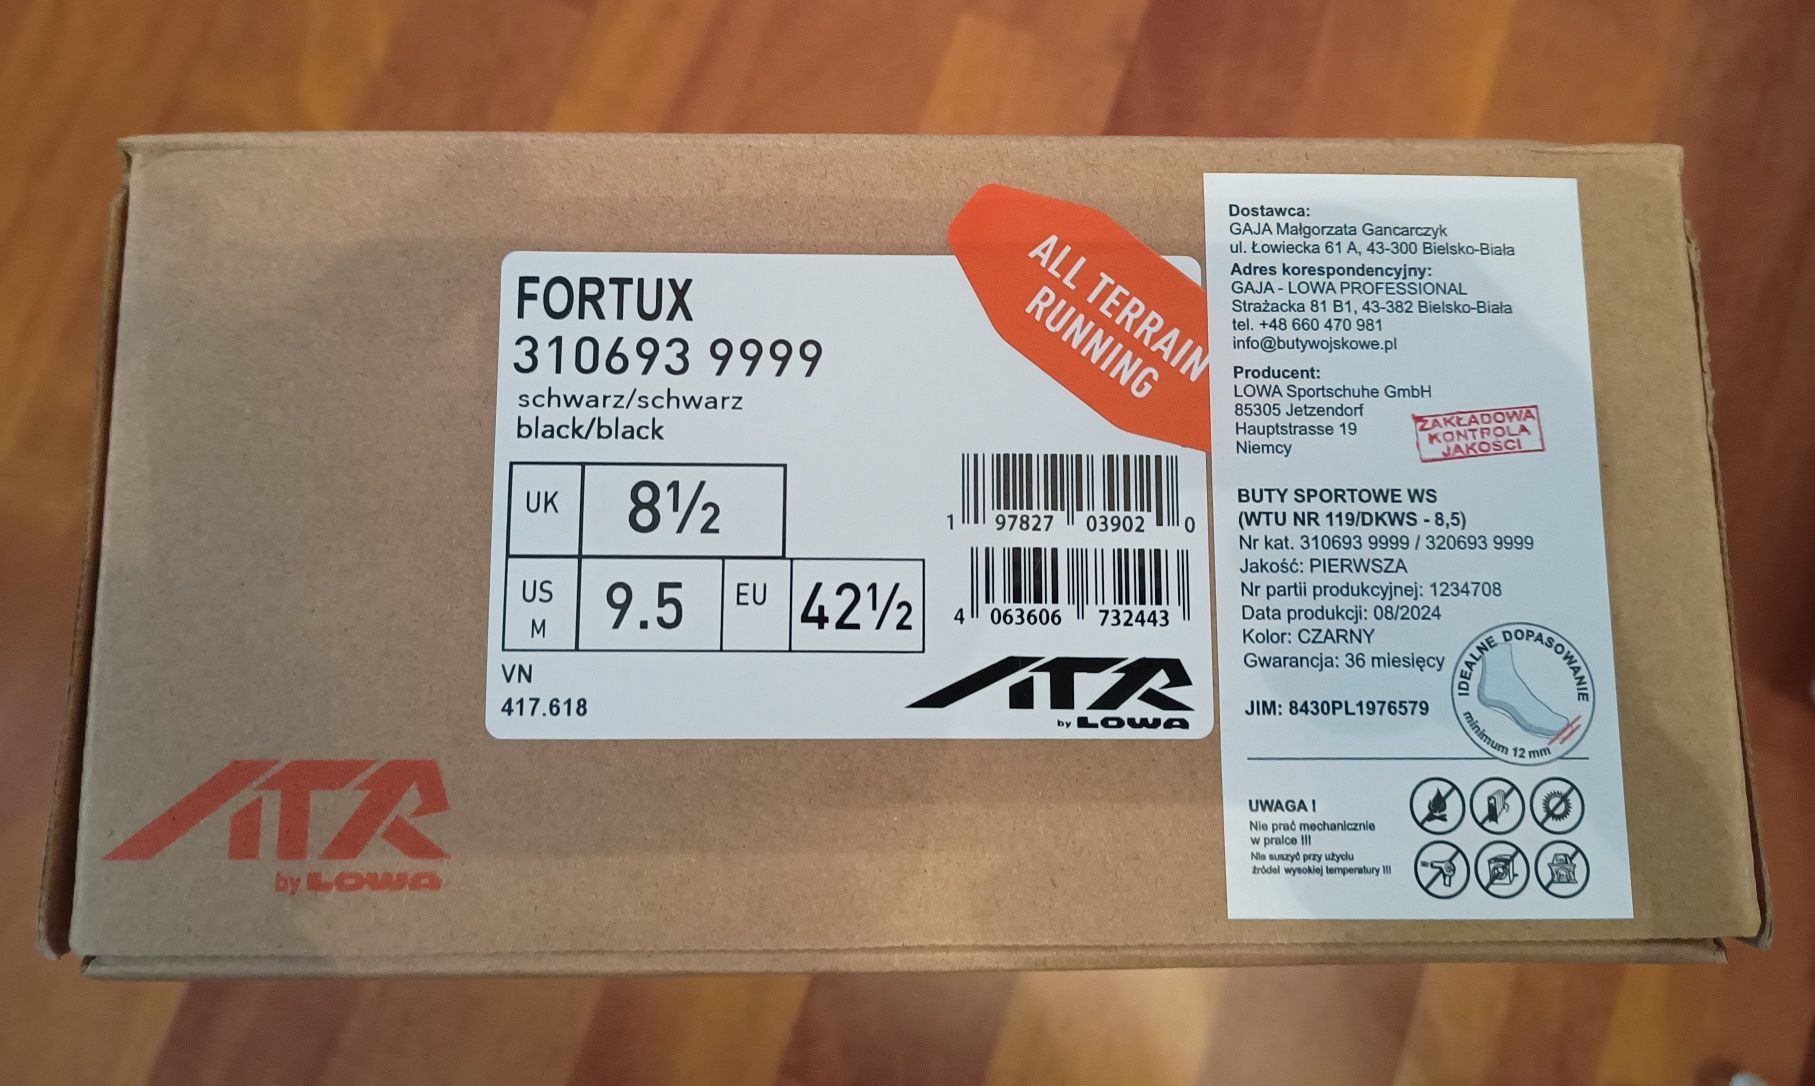 FORTUX
310693 9999
schwarz/schwarz
black/black
UK 8½
US M 9.5 EU 42½
VN
417.618
ALL TERRAIN
RUNNING
1 97827 03902 0
4 063606 732443
ATR
by LOWA
ATR
by LOWA
Dostawca:
GAJA Małgorzata Gancarczyk
ul. Łowiecka 61 A, 43-300 Bielsko-Biała
Adres korespondencyjny:
GAJA - LOWA PROFESSIONAL
Strażacka 81 B1, 43-382 Bielsko-Biała
tel. +48 660 470 981
info@butywojskowe.pl
Producent:
LOWA Sportschuhe GmbH
85305 Jetzendorf
Hauptstrasse 19
Niemcy
ZAKŁADOWA
KONTROLA
JAKOŚCI
BUTY SPORTOWE WS
(WTU NR 119/DKWS - 8,5)
Nr kat. 310693 9999 / 320693 9999
Jakość: PIERWSZA
Nr partii produkcyjnej: 1234708
Data produkcji: 08/2024
Kolor: CZARNY
Gwarancja: 36 miesięcy
JIM: 8430PL1976579
IDEALNE DOPASOWANIE
minimum 12 mm
UWAGA !
Nie prać mechanicznie
w pralce !!!
Nie suszyć przy użyciu
źródeł wysokiej temperatury !!!